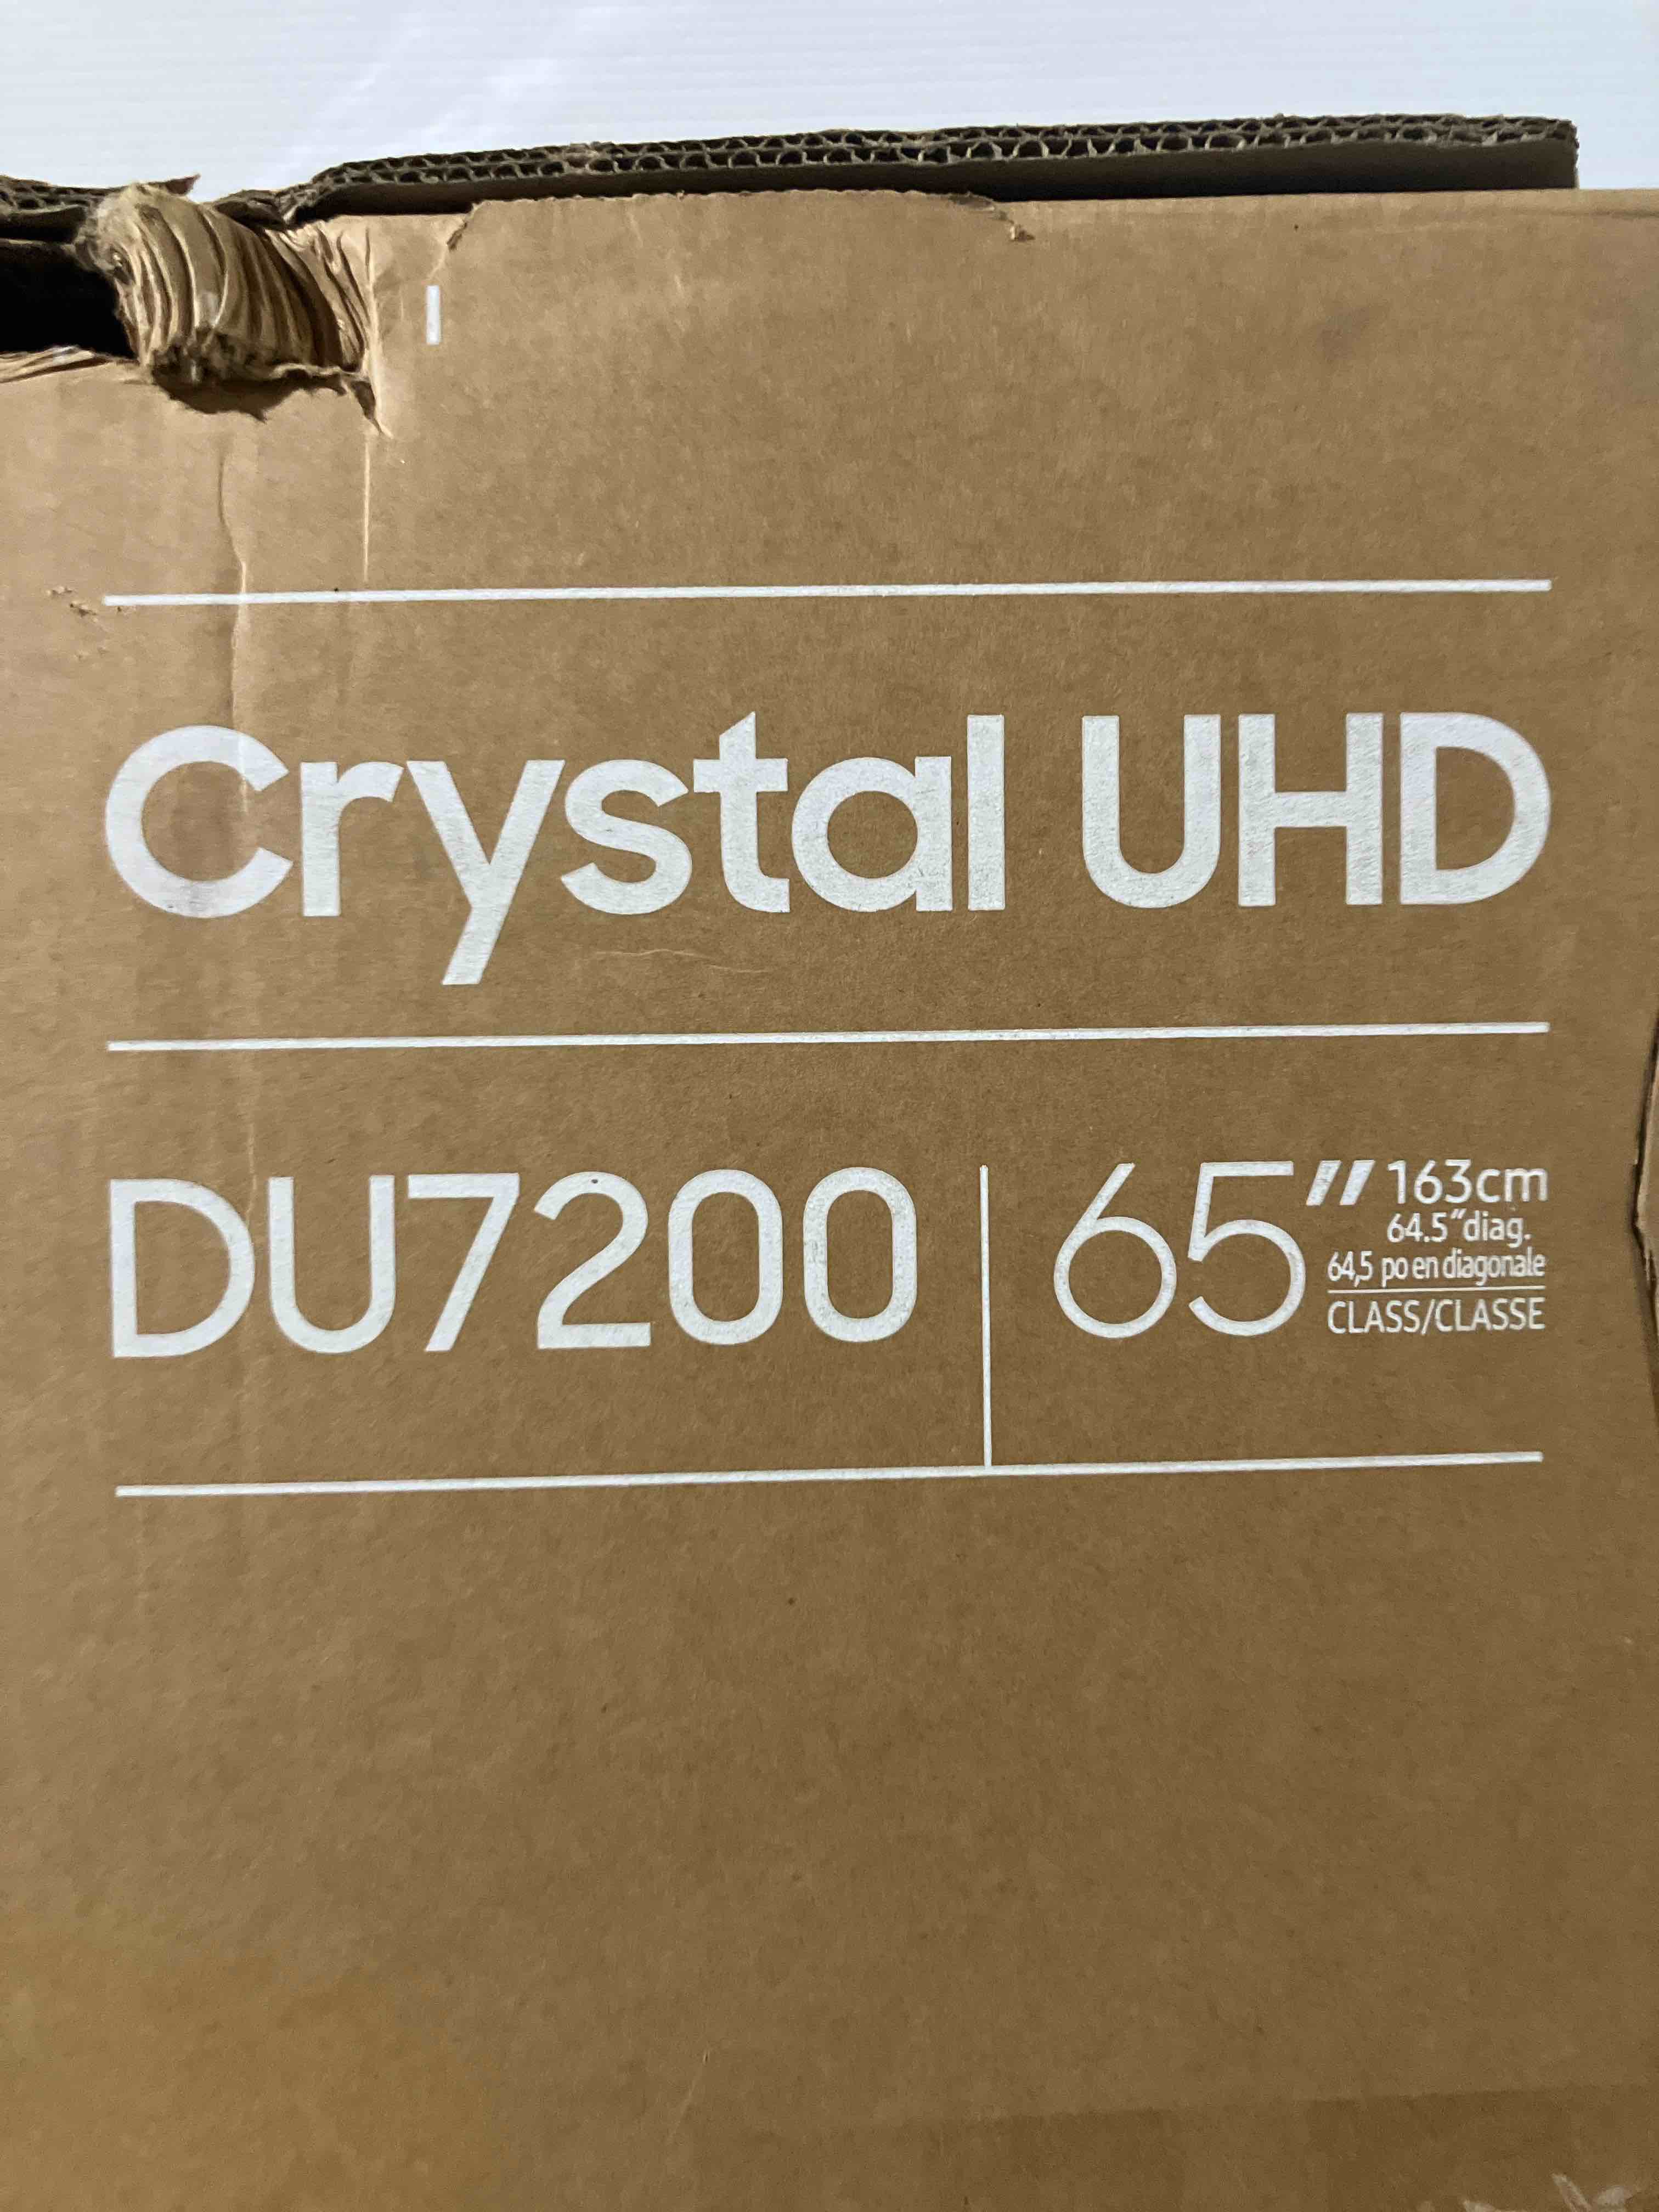 Crystal UHD
DU7200 65" 163cm
64.5"diag.
64,5 po en diagonale
CLASS/CLASSE